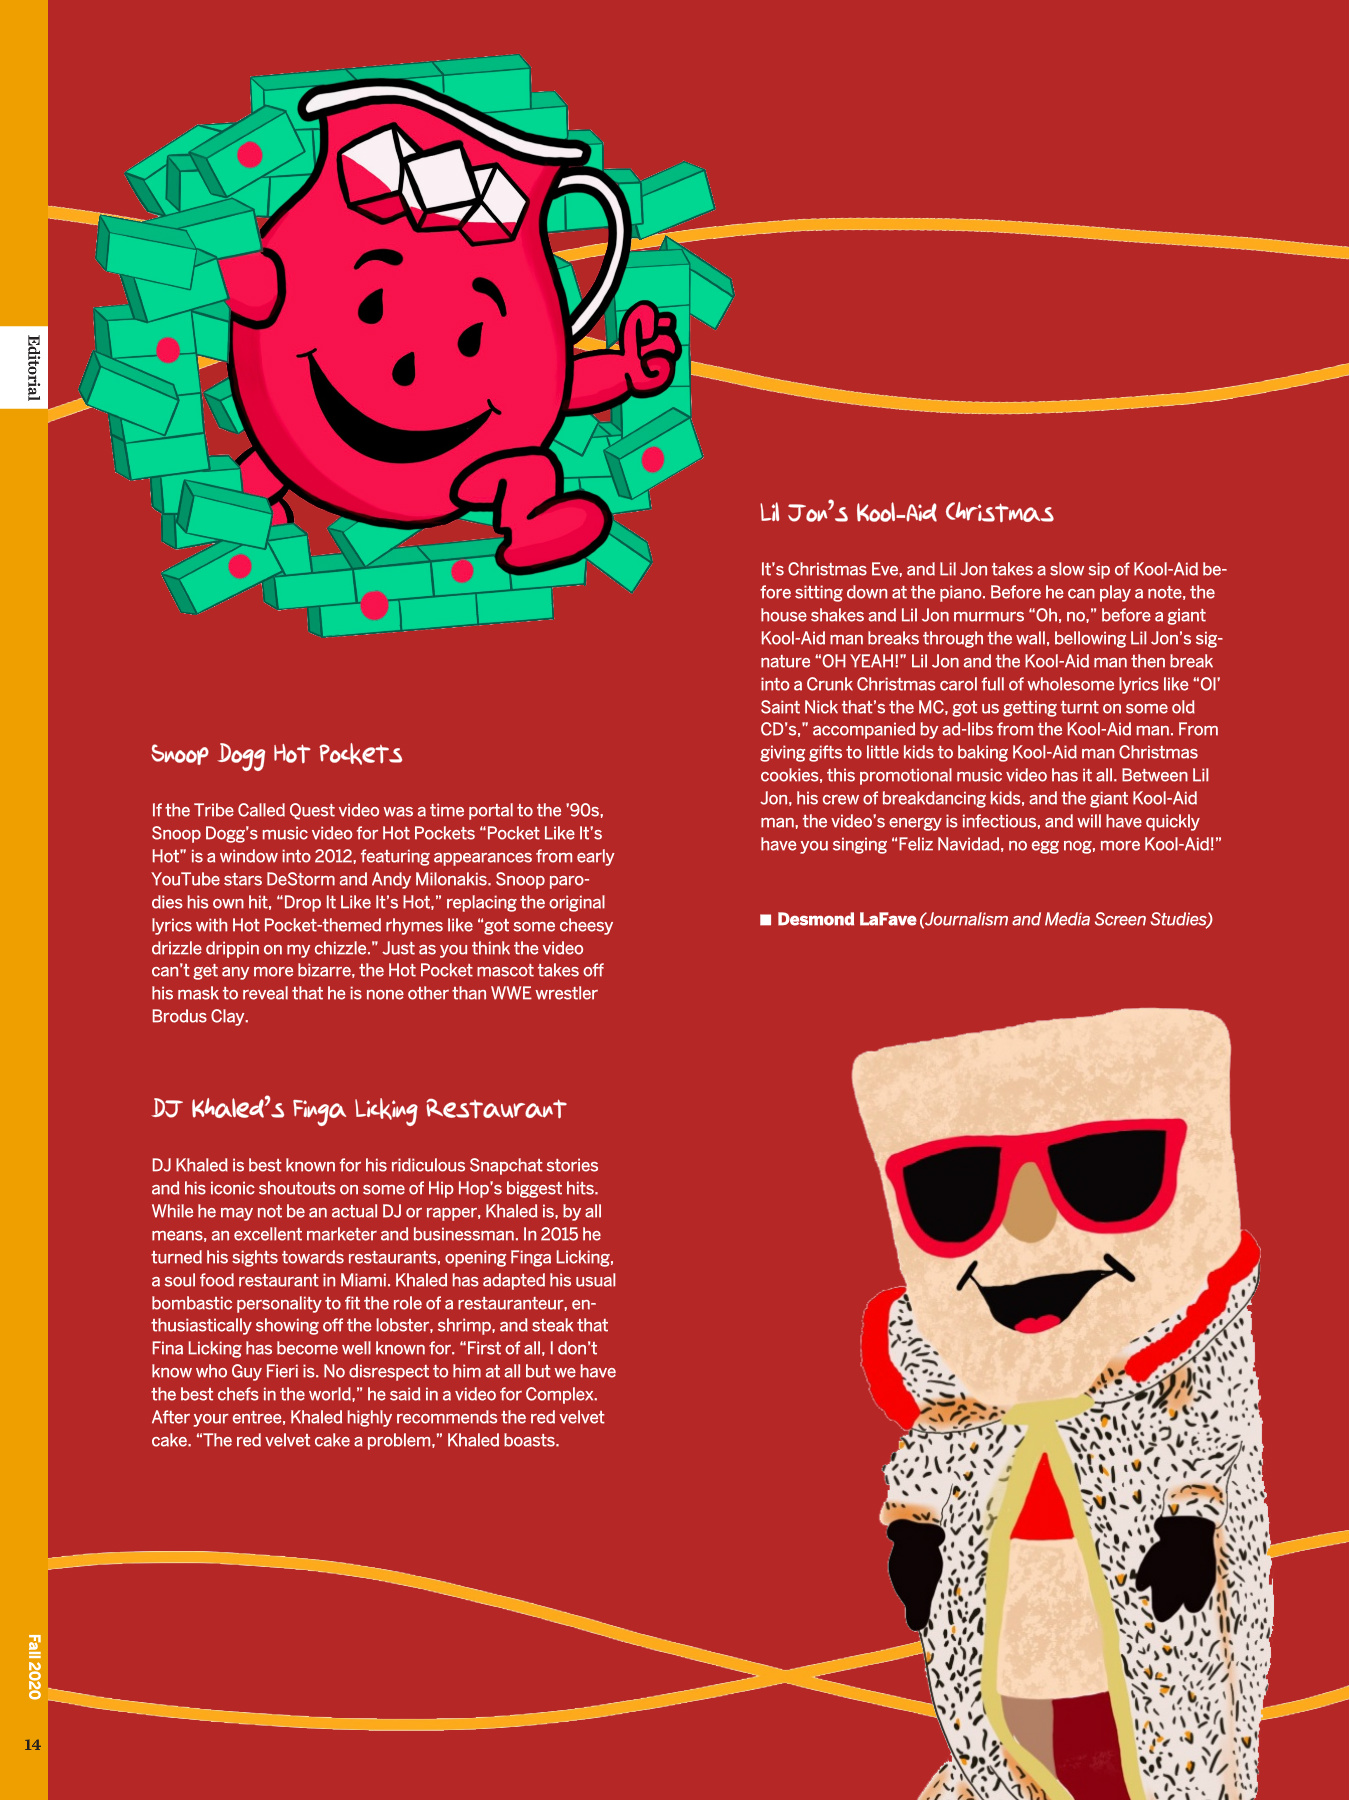 Editorial
Snoop Dogg Hot Pockets
If the Tribe Called Quest video was a time portal to the ’90s,
Snoop Dogg’s music video for Hot Pockets “Pocket Like It’s
Hot” is a window into 2012, featuring appearances from early
YouTube stars DeStorm and Andy Milonakis. Snoop paro-
dies his own hit, “Drop It Like It’s Hot,” replacing the original
lyrics with Hot Pocket-themed rhymes like “got some cheesy
drizzle drippin on my chizzle.” Just as you think the video
can’t get any more bizarre, the Hot Pocket mascot takes off
his mask to reveal that he is none other than WWE wrestler
Brodus Clay.
DJ Khaled’s Finga Licking Restaurant
DJ Khaled is best known for his ridiculous Snapchat stories
and his iconic shoutouts on some of Hip Hop’s biggest hits.
While he may not be an actual DJ or rapper, Khaled is, by all
means, an excellent marketer and businessman. In 2015 he
turned his sights towards restaurants, opening Finga Licking,
a soul food restaurant in Miami. Khaled has adapted his usual
bombastic personality to fit the role of a restauranteur, en-
thusiastically showing off the lobster, shrimp, and steak that
Fina Licking has become well known for. “First of all, I don’t
know who Guy Fieri is. No disrespect to him at all but we have
the best chefs in the world,” he said in a video for Complex.
After your entree, Khaled highly recommends the red velvet
cake. “The red velvet cake a problem,” Khaled boasts.
Lil Jon’s Kool-Aid Christmas
It’s Christmas Eve, and Lil Jon takes a slow sip of Kool-Aid be-
fore sitting down at the piano. Before he can play a note, the
house shakes and Lil Jon murmurs “Oh, no,” before a giant
Kool-Aid man breaks through the wall, bellowing Lil Jon’s sig-
nature “OH YEAH!” Lil Jon and the Kool-Aid man then break
into a Crunk Christmas carol full of wholesome lyrics like “Ol’
Saint Nick that’s the MC, got us getting turnt on some old
CD’s,” accompanied by ad-libs from the Kool-Aid man. From
giving gifts to little kids to baking Kool-Aid man Christmas
cookies, this promotional music video has it all. Between Lil
Jon, his crew of breakdancing kids, and the giant Kool-Aid
man, the video’s energy is infectious, and will have quickly
have you singing “Feliz Navidad, no egg nog, more Kool-Aid!”
■ Desmond LaFave (Journalism and Media Screen Studies)
Fall 2020
14